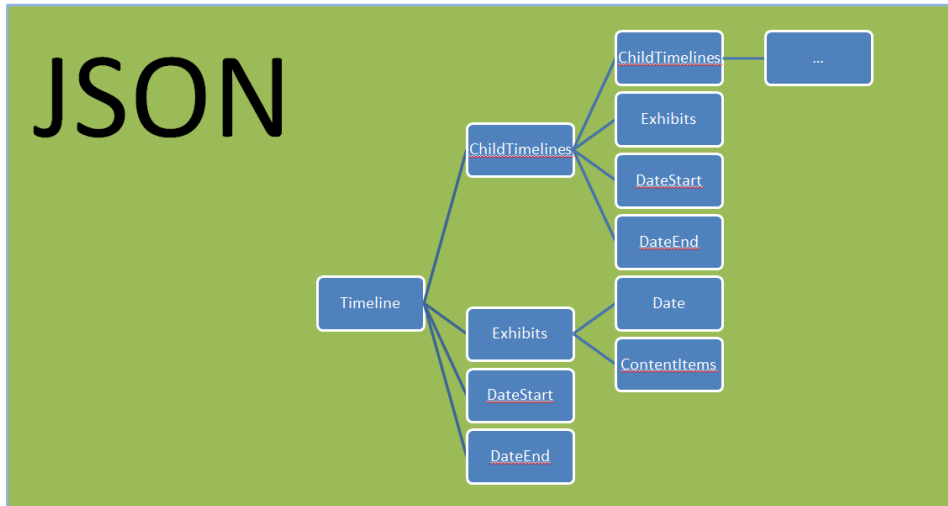 JSON
ChildTimelines
...
Exhibits
ChildTimelines
DateStart
DateEnd
Timeline
Date
Exhibits
ContentItems
DateStart
DateEnd